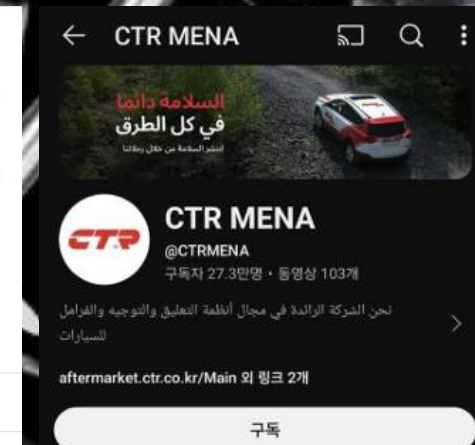 CTR MENA
السلامة دائما
في كل الطرق
CTR
CTR MENA
@CTRMENA
구독자 27.3만명 • 동영상 103개
نحن الشركة الرائدة في مجال أنظمة التعليق والتوجيه والفرامل
للسيارات
aftermarket.ctr.co.kr/Main 외 링크 2개
구독